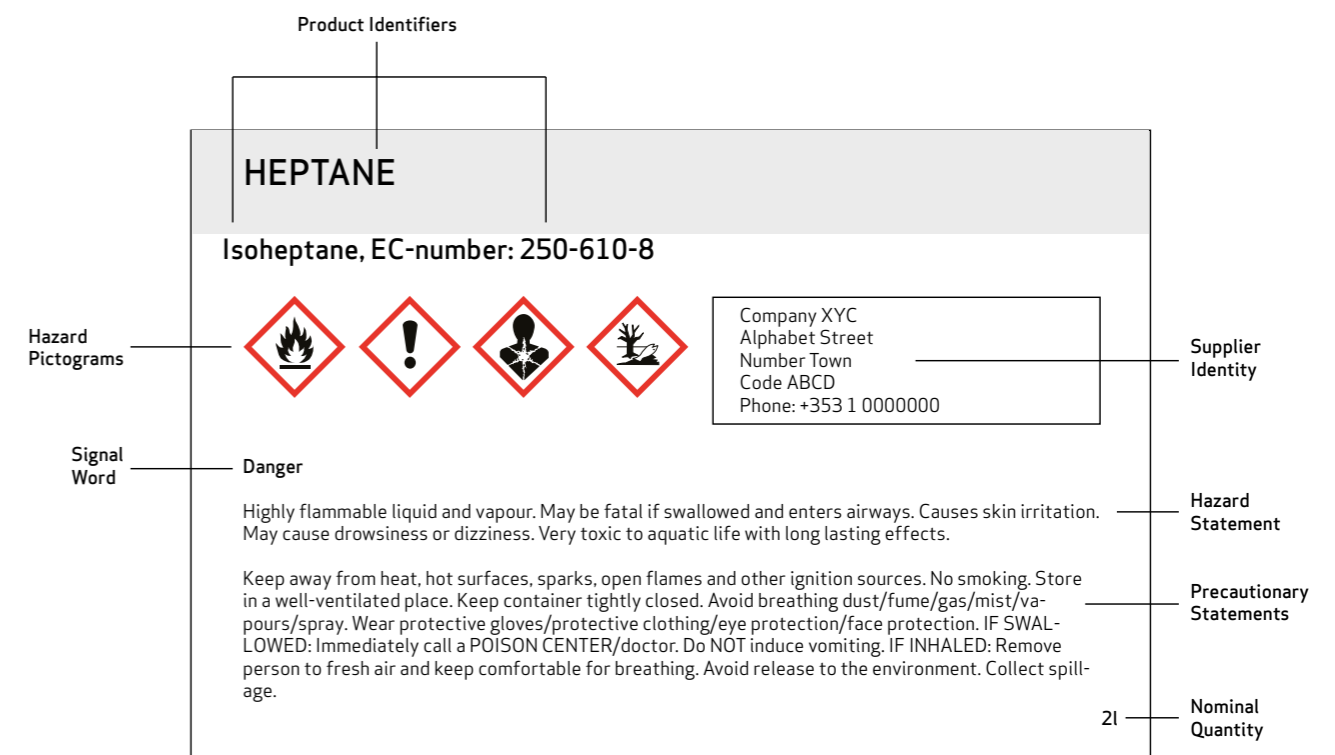 Product Identifiers
HEPTANE
Isoheptane, EC-number: 250-610-8
Hazard
Pictograms
Company XYC
Alphabet Street
Number Town
Code ABCD
Phone: +353 1 0000000
Supplier
Identity
Signal
Word
Danger
Highly flammable liquid and vapour. May be fatal if swallowed and enters airways. Causes skin irritation.
May cause drowsiness or dizziness. Very toxic to aquatic life with long lasting effects.
Hazard
Statement
Keep away from heat, hot surfaces, sparks, open flames and other ignition sources. No smoking. Store
in a well-ventilated place. Keep container tightly closed. Avoid breathing dust/fume/gas/mist/va-
pours/spray. Wear protective gloves/protective clothing/eye protection/face protection. IF SWAL-
LOWED: Immediately call a POISON CENTER/doctor. Do NOT induce vomiting. IF INHALED: Remove
person to fresh air and keep comfortable for breathing. Avoid release to the environment. Collect spill-
age.
Precautionary
Statements
2l
Nominal
Quantity